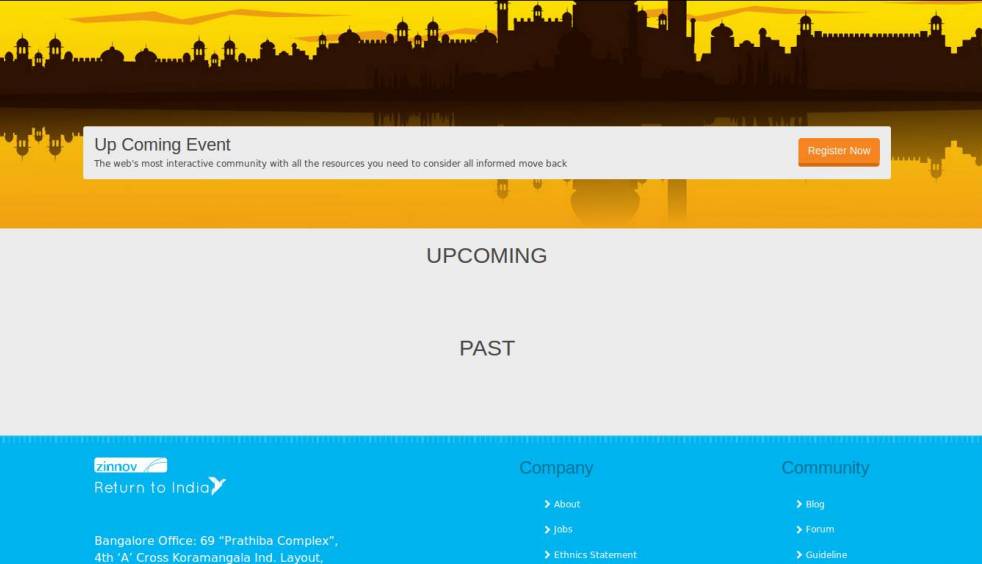 Up Coming Event
The web's most interactive community with all the resources you need to consider all informed move back
Register Now
UPCOMING
PAST
zinnov
Return to India
Bangalore Office: 69 “Prathiba Complex”,
4th ‘A’ Cross Koramangala Ind. Layout,
Company
About
Jobs
Ethnics Statement
Community
Blog
Forum
Guideline